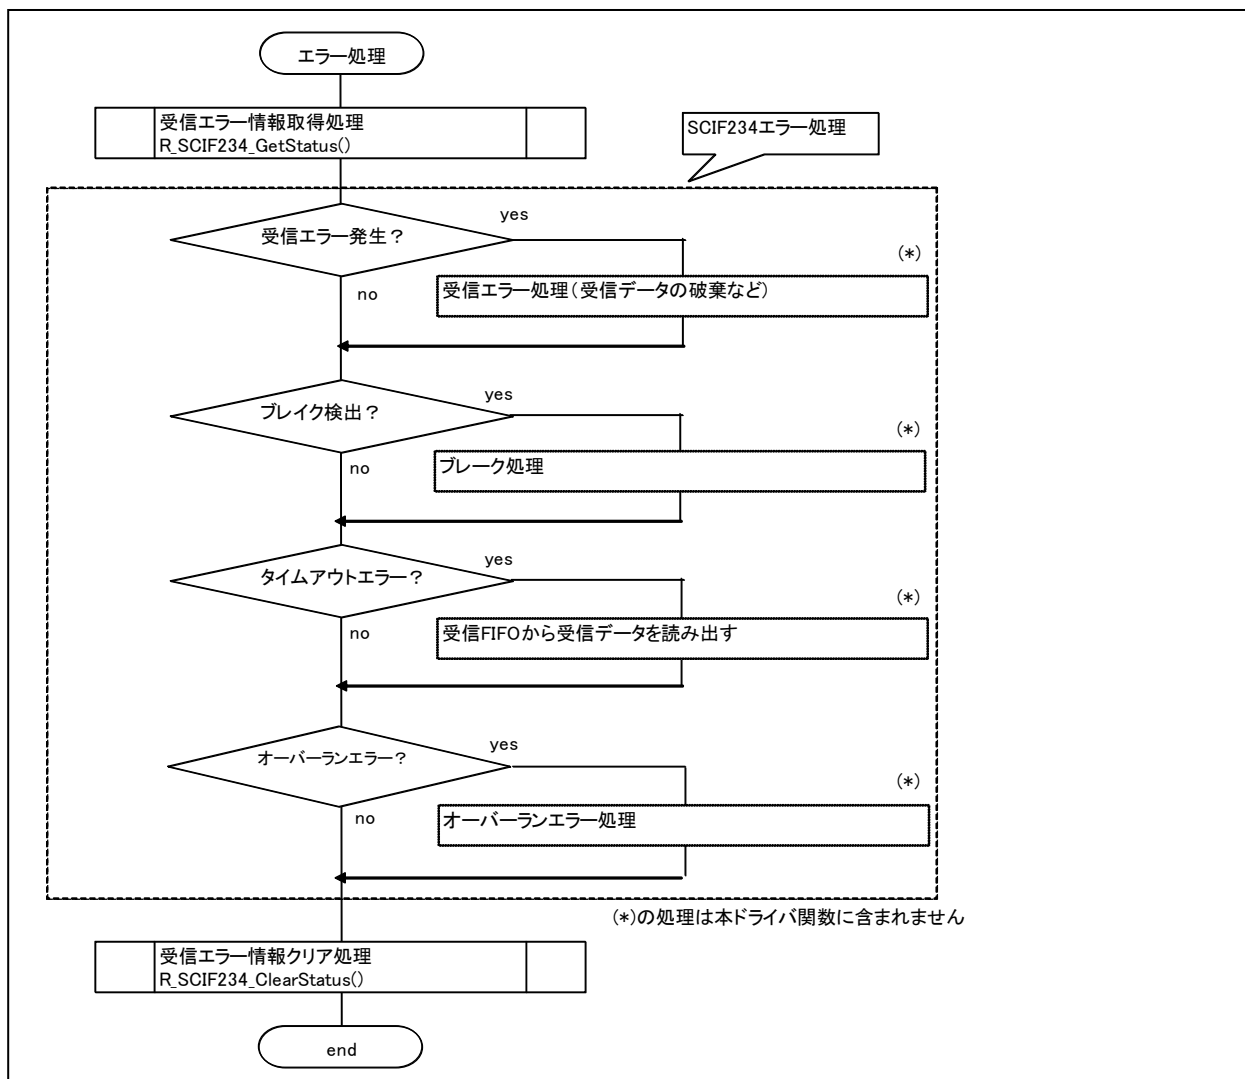 エラー処理
受信エラー情報取得処理
R_SCIF234_GetStatus()
SCIF234エラー処理
受信エラー発生？
yes
no
(*)
受信エラー処理（受信データの破棄など）
ブレイク検出？
yes
no
(*)
ブレーク処理
タイムアウトエラー？
yes
no
(*)
受信FIFOから受信データを読み出す
オーバーランエラー？
yes
no
(*)
オーバーランエラー処理
(*)の処理は本ドライバ関数に含まれません
受信エラー情報クリア処理
R_SCIF234_ClearStatus()
end